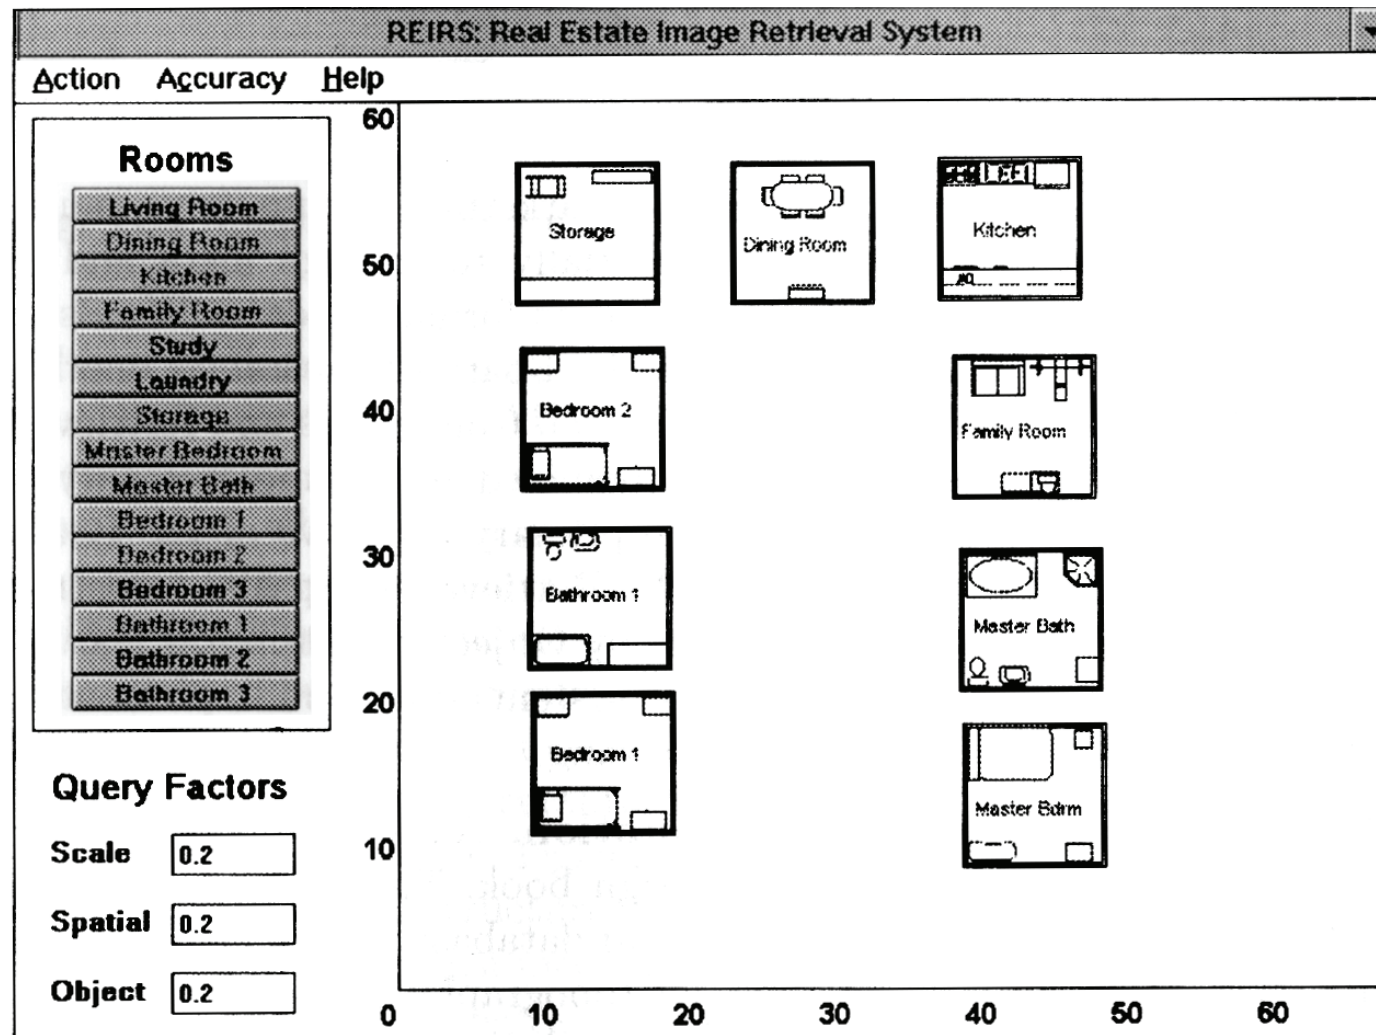 REIRS: Real Estate Image Retrieval System
Action Accuracy Help
Rooms
Living Room
Dining Room
Kitchen
Family Room
Study
Laundry
Storage
Master Bedroom
Master Bath
Bedroom 1
Bedroom 2
Bedroom 3
Bathroom 1
Bathroom 2
Bathroom 3
Query Factors
Scale 0.2
Spatial 0.2
Object 0.2
60
50
40
30
20
10
0 10 20 30 40 50 60
Storage
Dining Room
Kitchen
Bedroom 2
Family Room
Bathroom 1
Master Bath
Bedroom 1
Master Bdrm